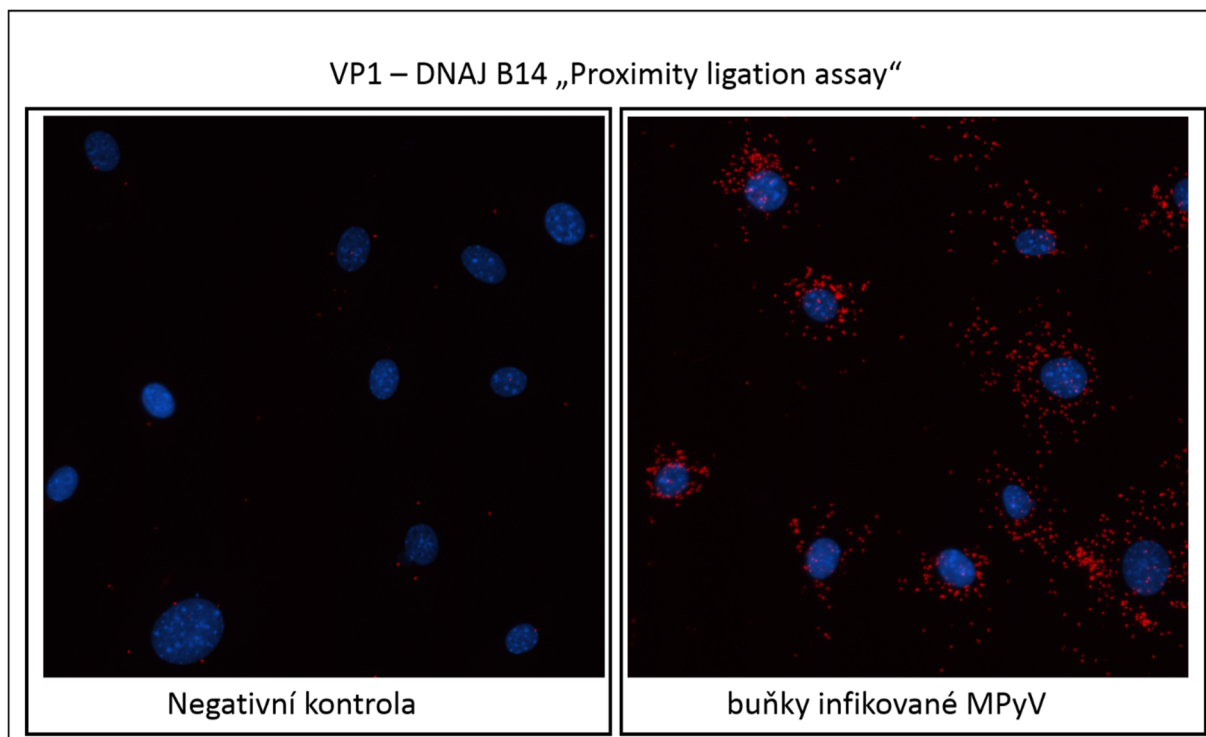 VP1 – DNAJ B14 „Proximity ligation assay“
Negativní kontrola
buňky infikované MPyV